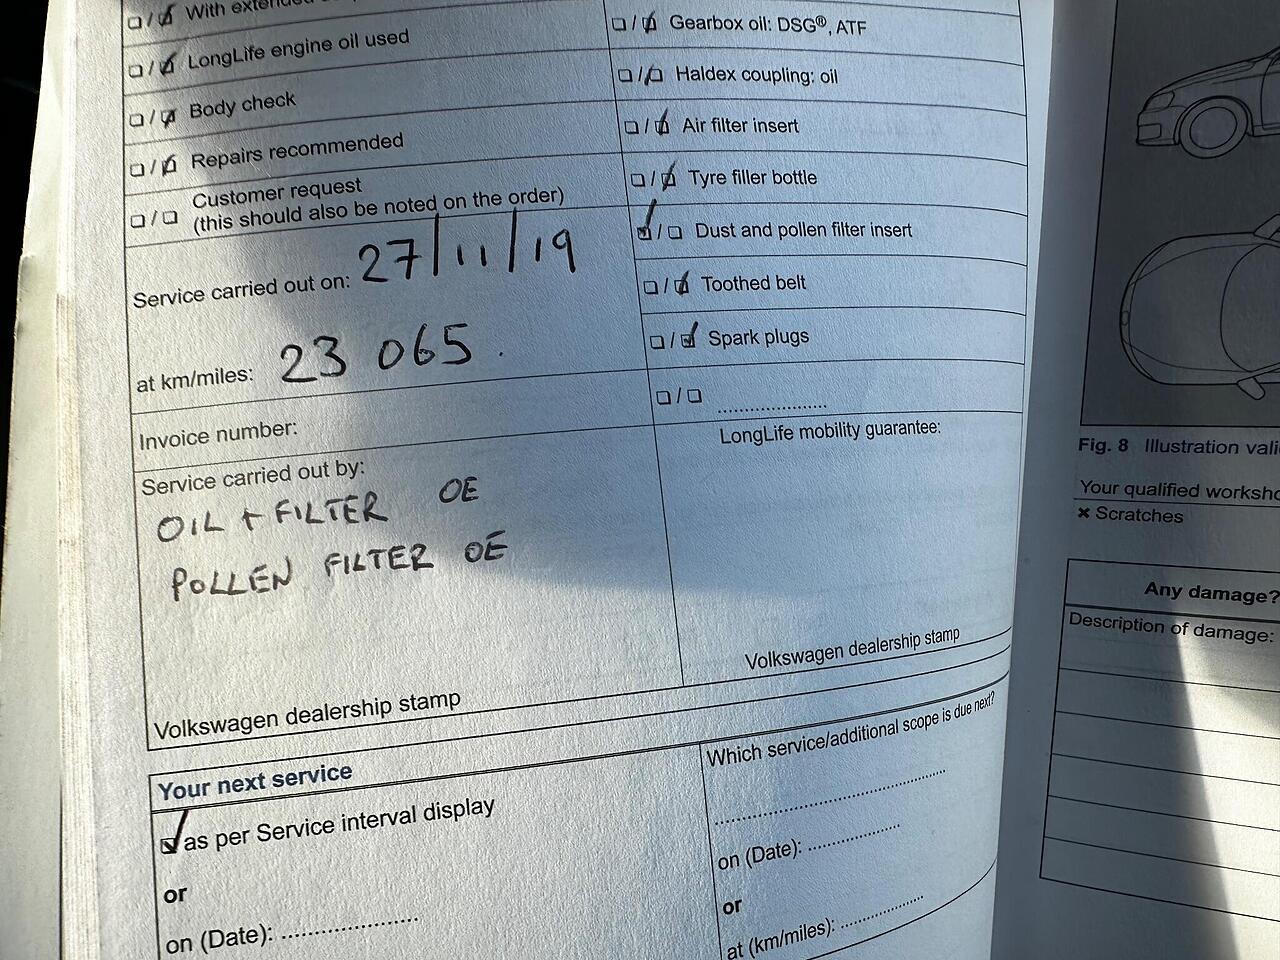 With
LongLife engine oil used
Body check
Repairs recommended
Customer request
(this should also be noted on the order)
Service carried out on: 27/11/19
at km/miles: 23 065
Invoice number:
Service carried out by:
OIL + FILTER OE
POLLEN FILTER OE
Volkswagen dealership stamp
Gearbox oil: DSG®, ATF
Haldex coupling: oil
Air filter insert
Tyre filler bottle
Dust and pollen filter insert
Toothed belt
Spark plugs
LongLife mobility guarantee:
Volkswagen dealership stamp
Your next service
as per Service interval display
or
on (Date):
Which service/additional scope is due next?
on (Date):
or
at (km/miles):
Fig. 8 Illustration
Your qualified
× Scratches
Any damage?
Description of damage: